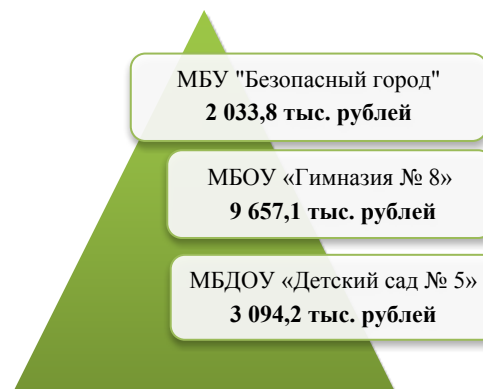 МБУ "Безопасный город"
2 033,8 тыс. рублей
МБОУ «Гимназия № 8»
9 657,1 тыс. рублей
МБДОУ «Детский сад № 5»
3 094,2 тыс. рублей